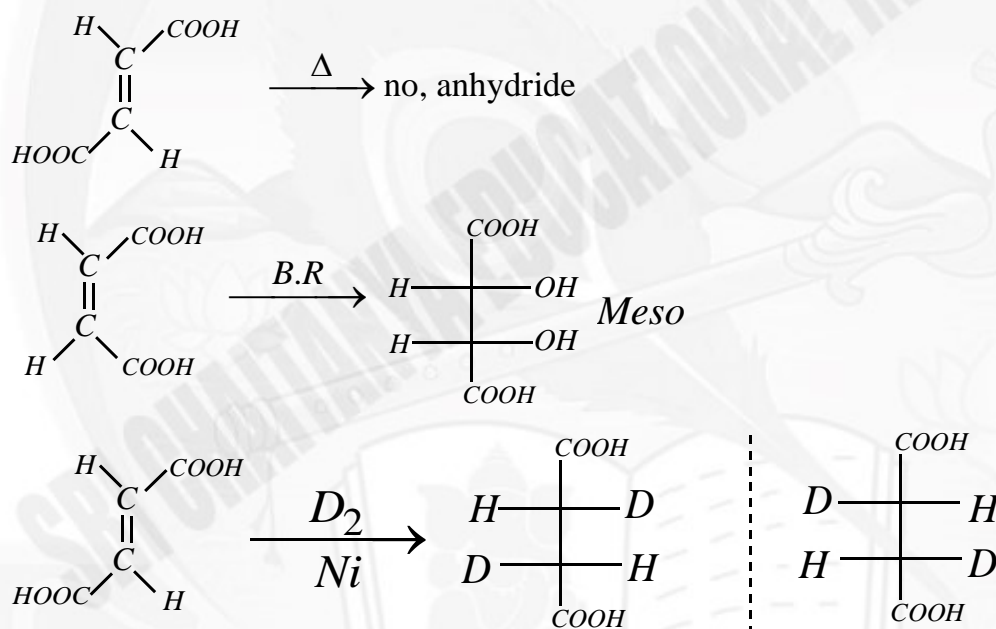 H COOH
C
Δ
no, anhydride
C
HOOC H
H COOH
C
B.R
C
H COOH
COOH
H OH
Meso
H OH
COOH
H COOH
C
D₂
Ni
C
HOOC H
COOH
H D
D H
COOH
COOH
D H
H D
COOH